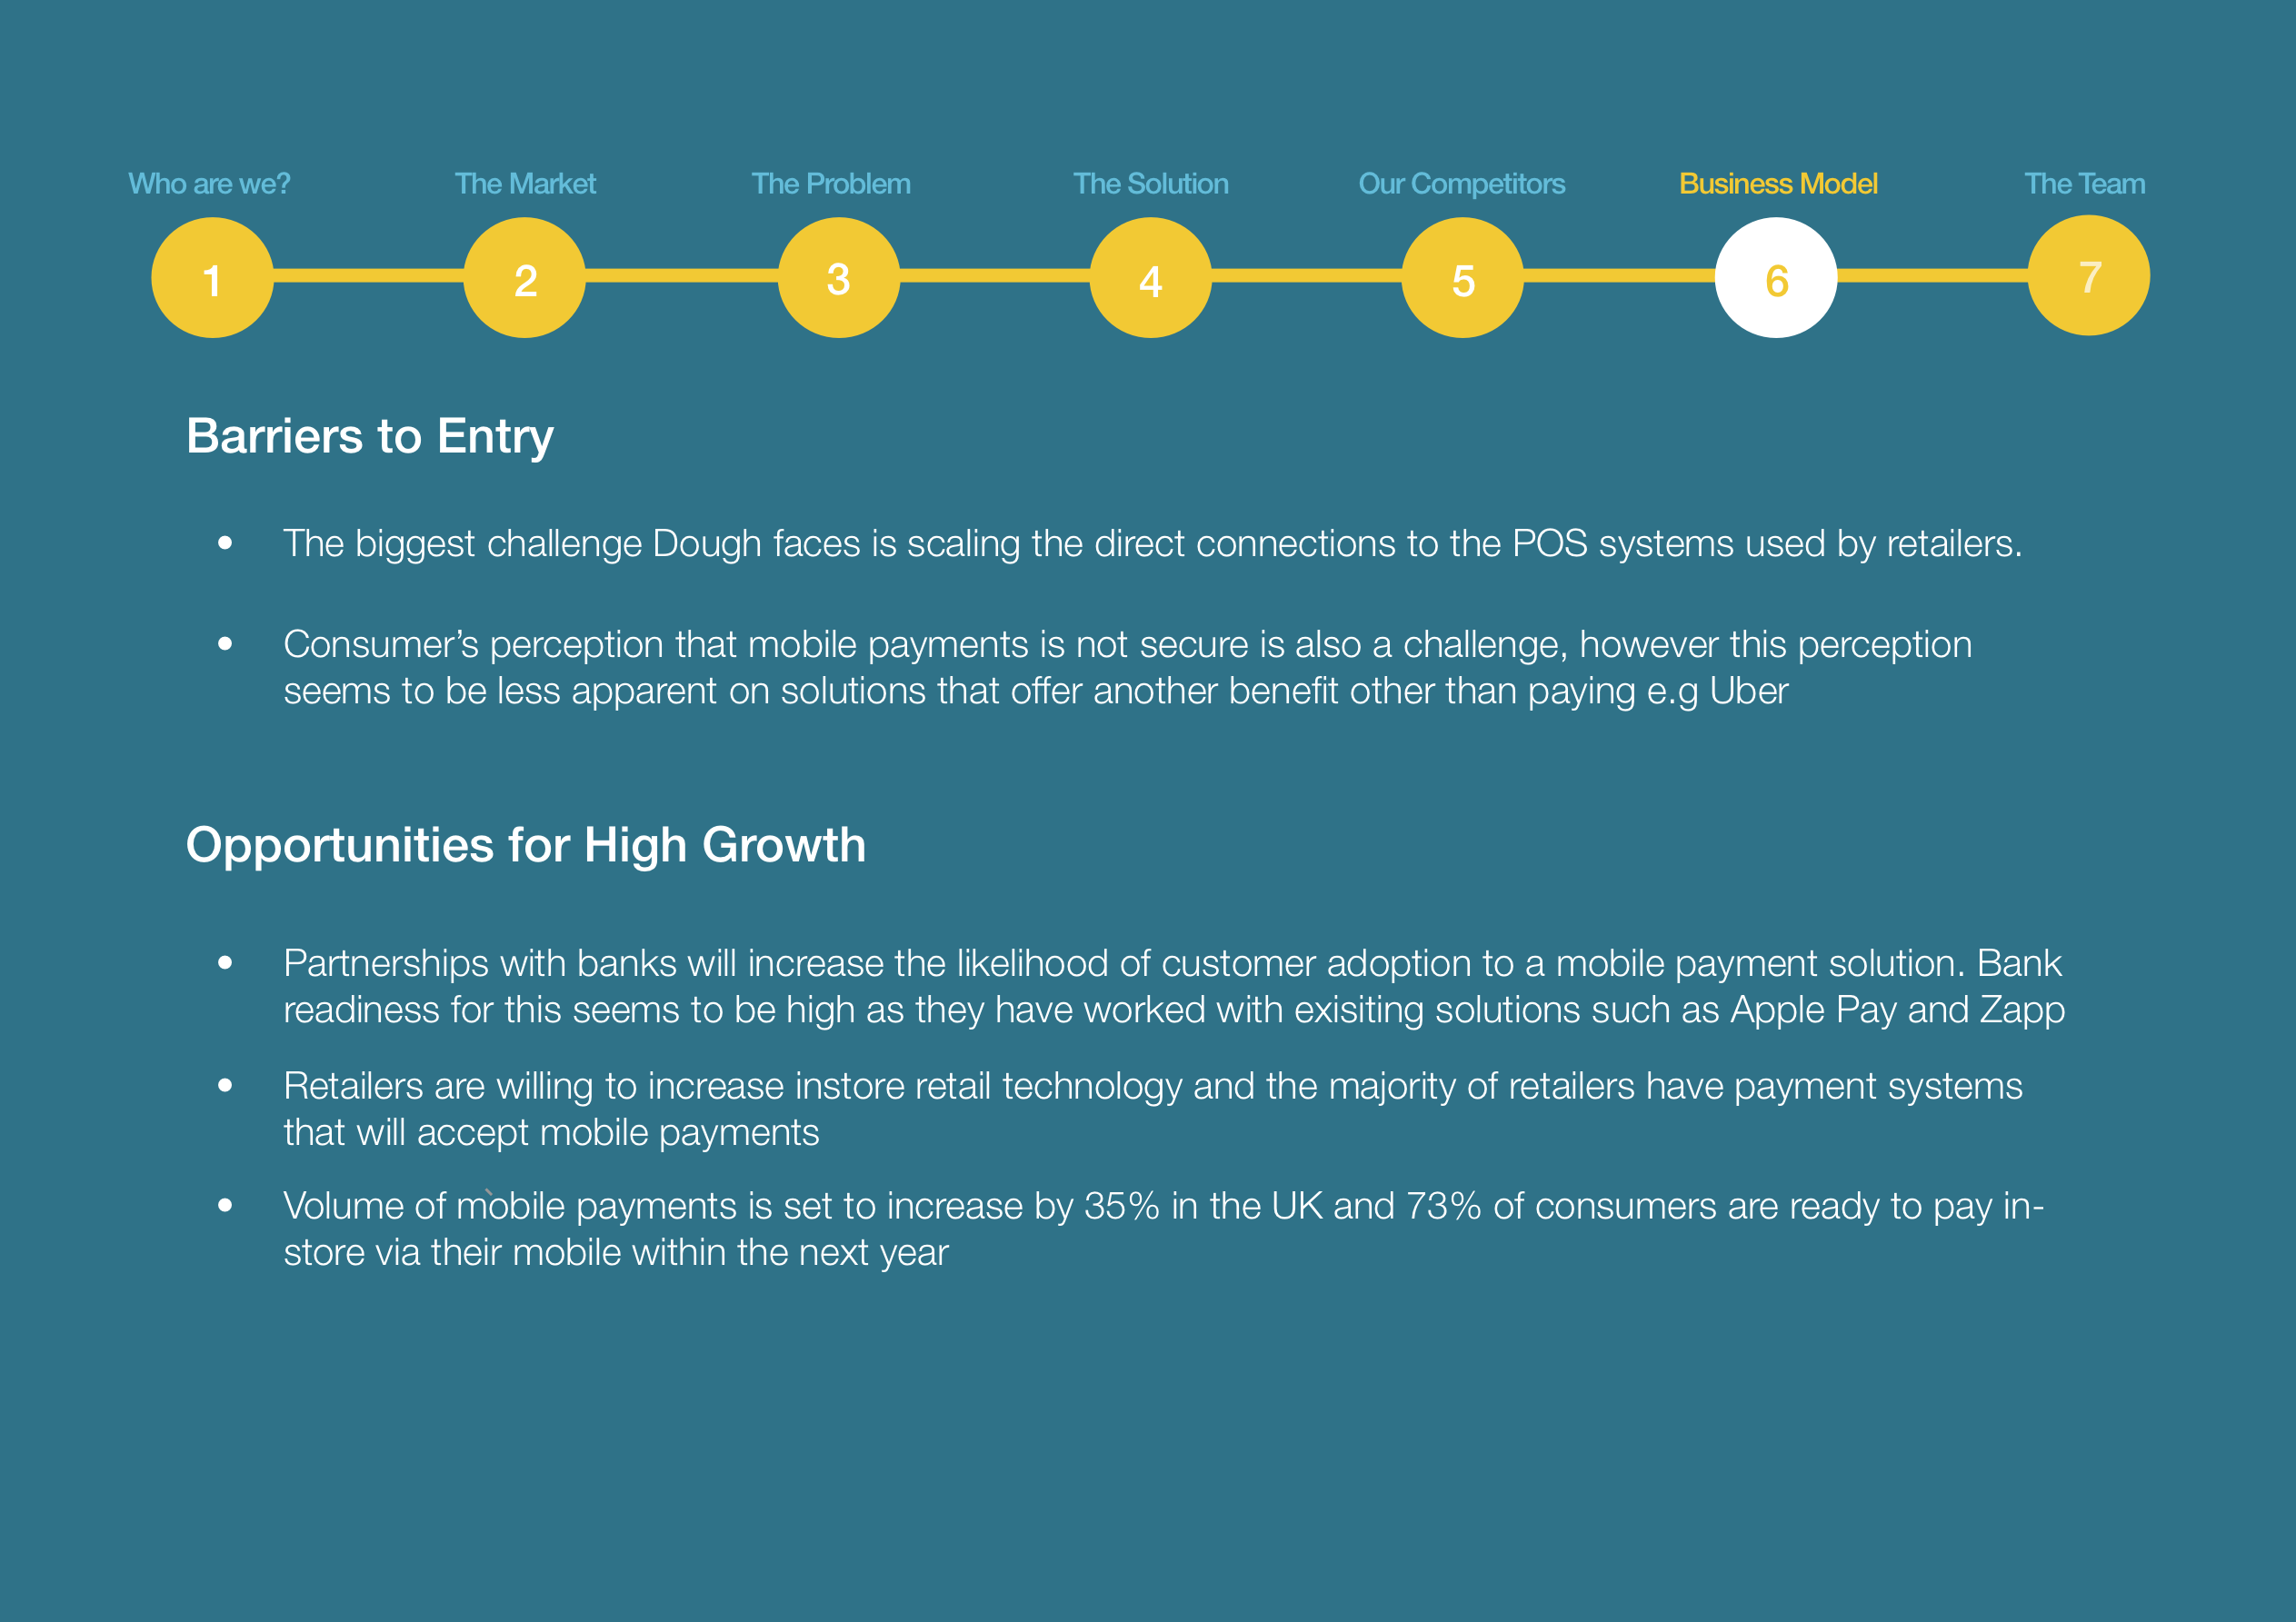 Who are we?
The Market
The Problem
The Solution
Our Competitors
Business Model
The Team
1
2
3
4
5
6
7
Barriers to Entry
• The biggest challenge Dough faces is scaling the direct connections to the POS systems used by retailers.
• Consumer’s perception that mobile payments is not secure is also a challenge, however this perception
seems to be less apparent on solutions that offer another benefit other than paying e.g Uber
Opportunities for High Growth
• Partnerships with banks will increase the likelihood of customer adoption to a mobile payment solution. Bank
readiness for this seems to be high as they have worked with exisiting solutions such as Apple Pay and Zapp
• Retailers are willing to increase instore retail technology and the majority of retailers have payment systems
that will accept mobile payments
• Volume of mobile payments is set to increase by 35% in the UK and 73% of consumers are ready to pay in-
store via their mobile within the next year